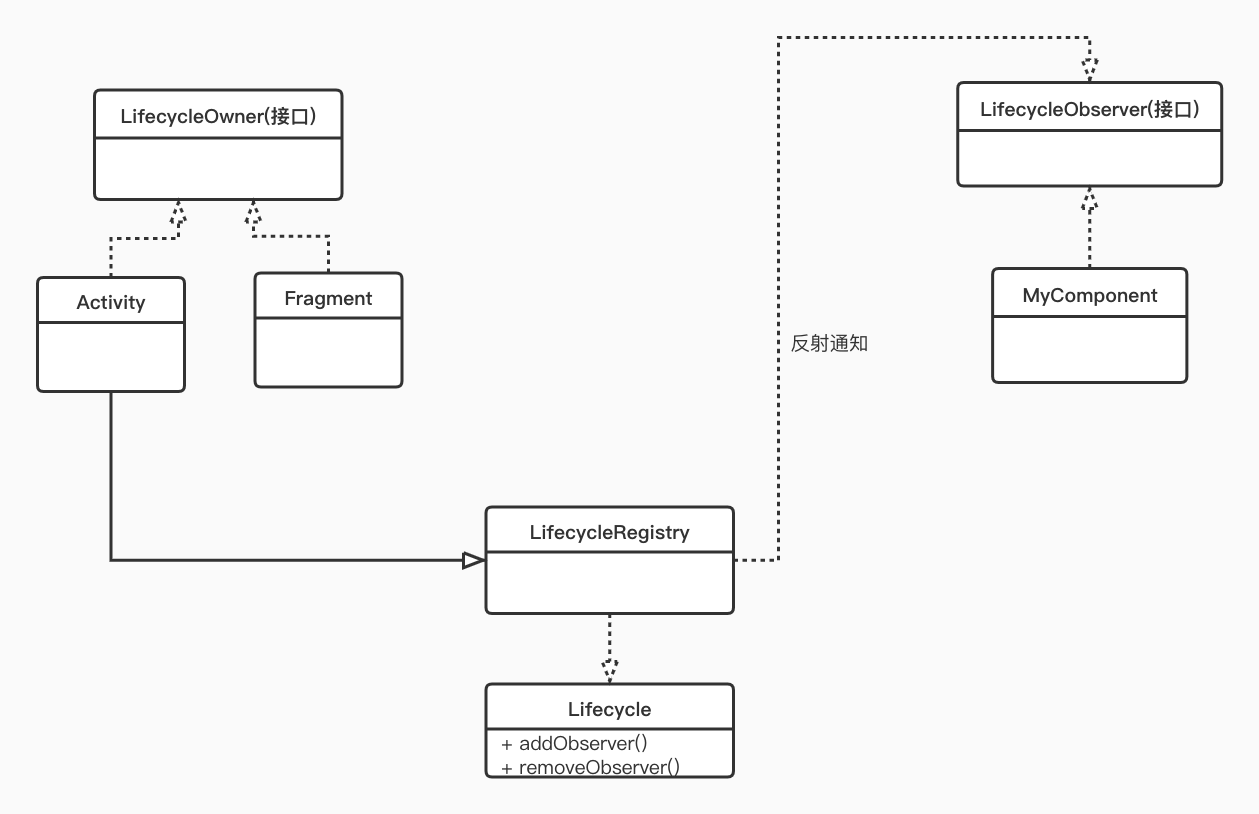 LifecycleOwner(接口)
LifecycleObserver(接口)
Activity
Fragment
MyComponent
反射通知
LifecycleRegistry
Lifecycle
+ addObserver()
+ removeObserver()